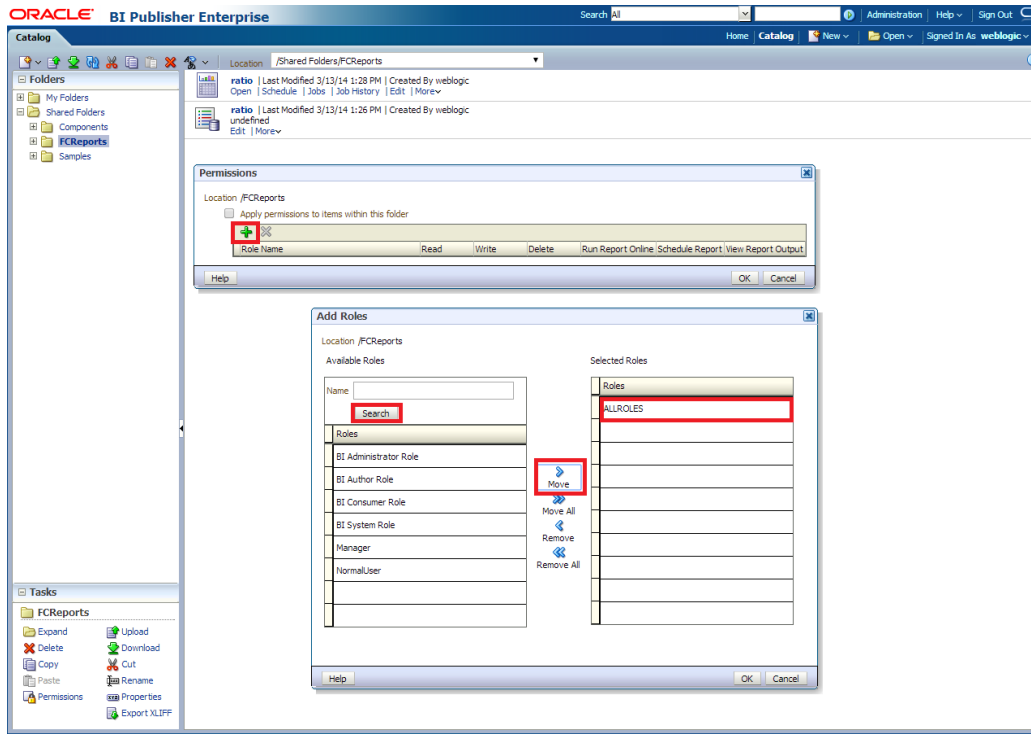 ORACLE BI Publisher Enterprise Search All Administration Help Sign Out
Catalog Home Catalog New Open Signed In As weblogic
Location /Shared Folders/FCReports
Folders
My Folders
Shared Folders
Components
FCReports
Samples
ratio | Last Modified 3/13/14 1:28 PM | Created By weblogic
Open | Schedule | Jobs | Job History | Edit | More
ratio | Last Modified 3/13/14 1:26 PM | Created By weblogic
undefined
Edit | More
Permissions
Location /FCReports
Apply permissions to items within this folder
Role Name Read Write Delete Run Report Online Schedule Report View Report Output
Help OK Cancel
Add Roles
Location /FCReports
Available Roles Selected Roles
Name
Search
Roles
BI Administrator Role
BI Author Role
BI Consumer Role
BI System Role
Manager
NormalUser
Move
Move All
Remove
Remove All
Roles
ALLROLES
Help OK Cancel
Tasks
FCReports
Expand Upload
Delete Download
Copy Cut
Paste Rename
Permissions Properties
Export XLIFF